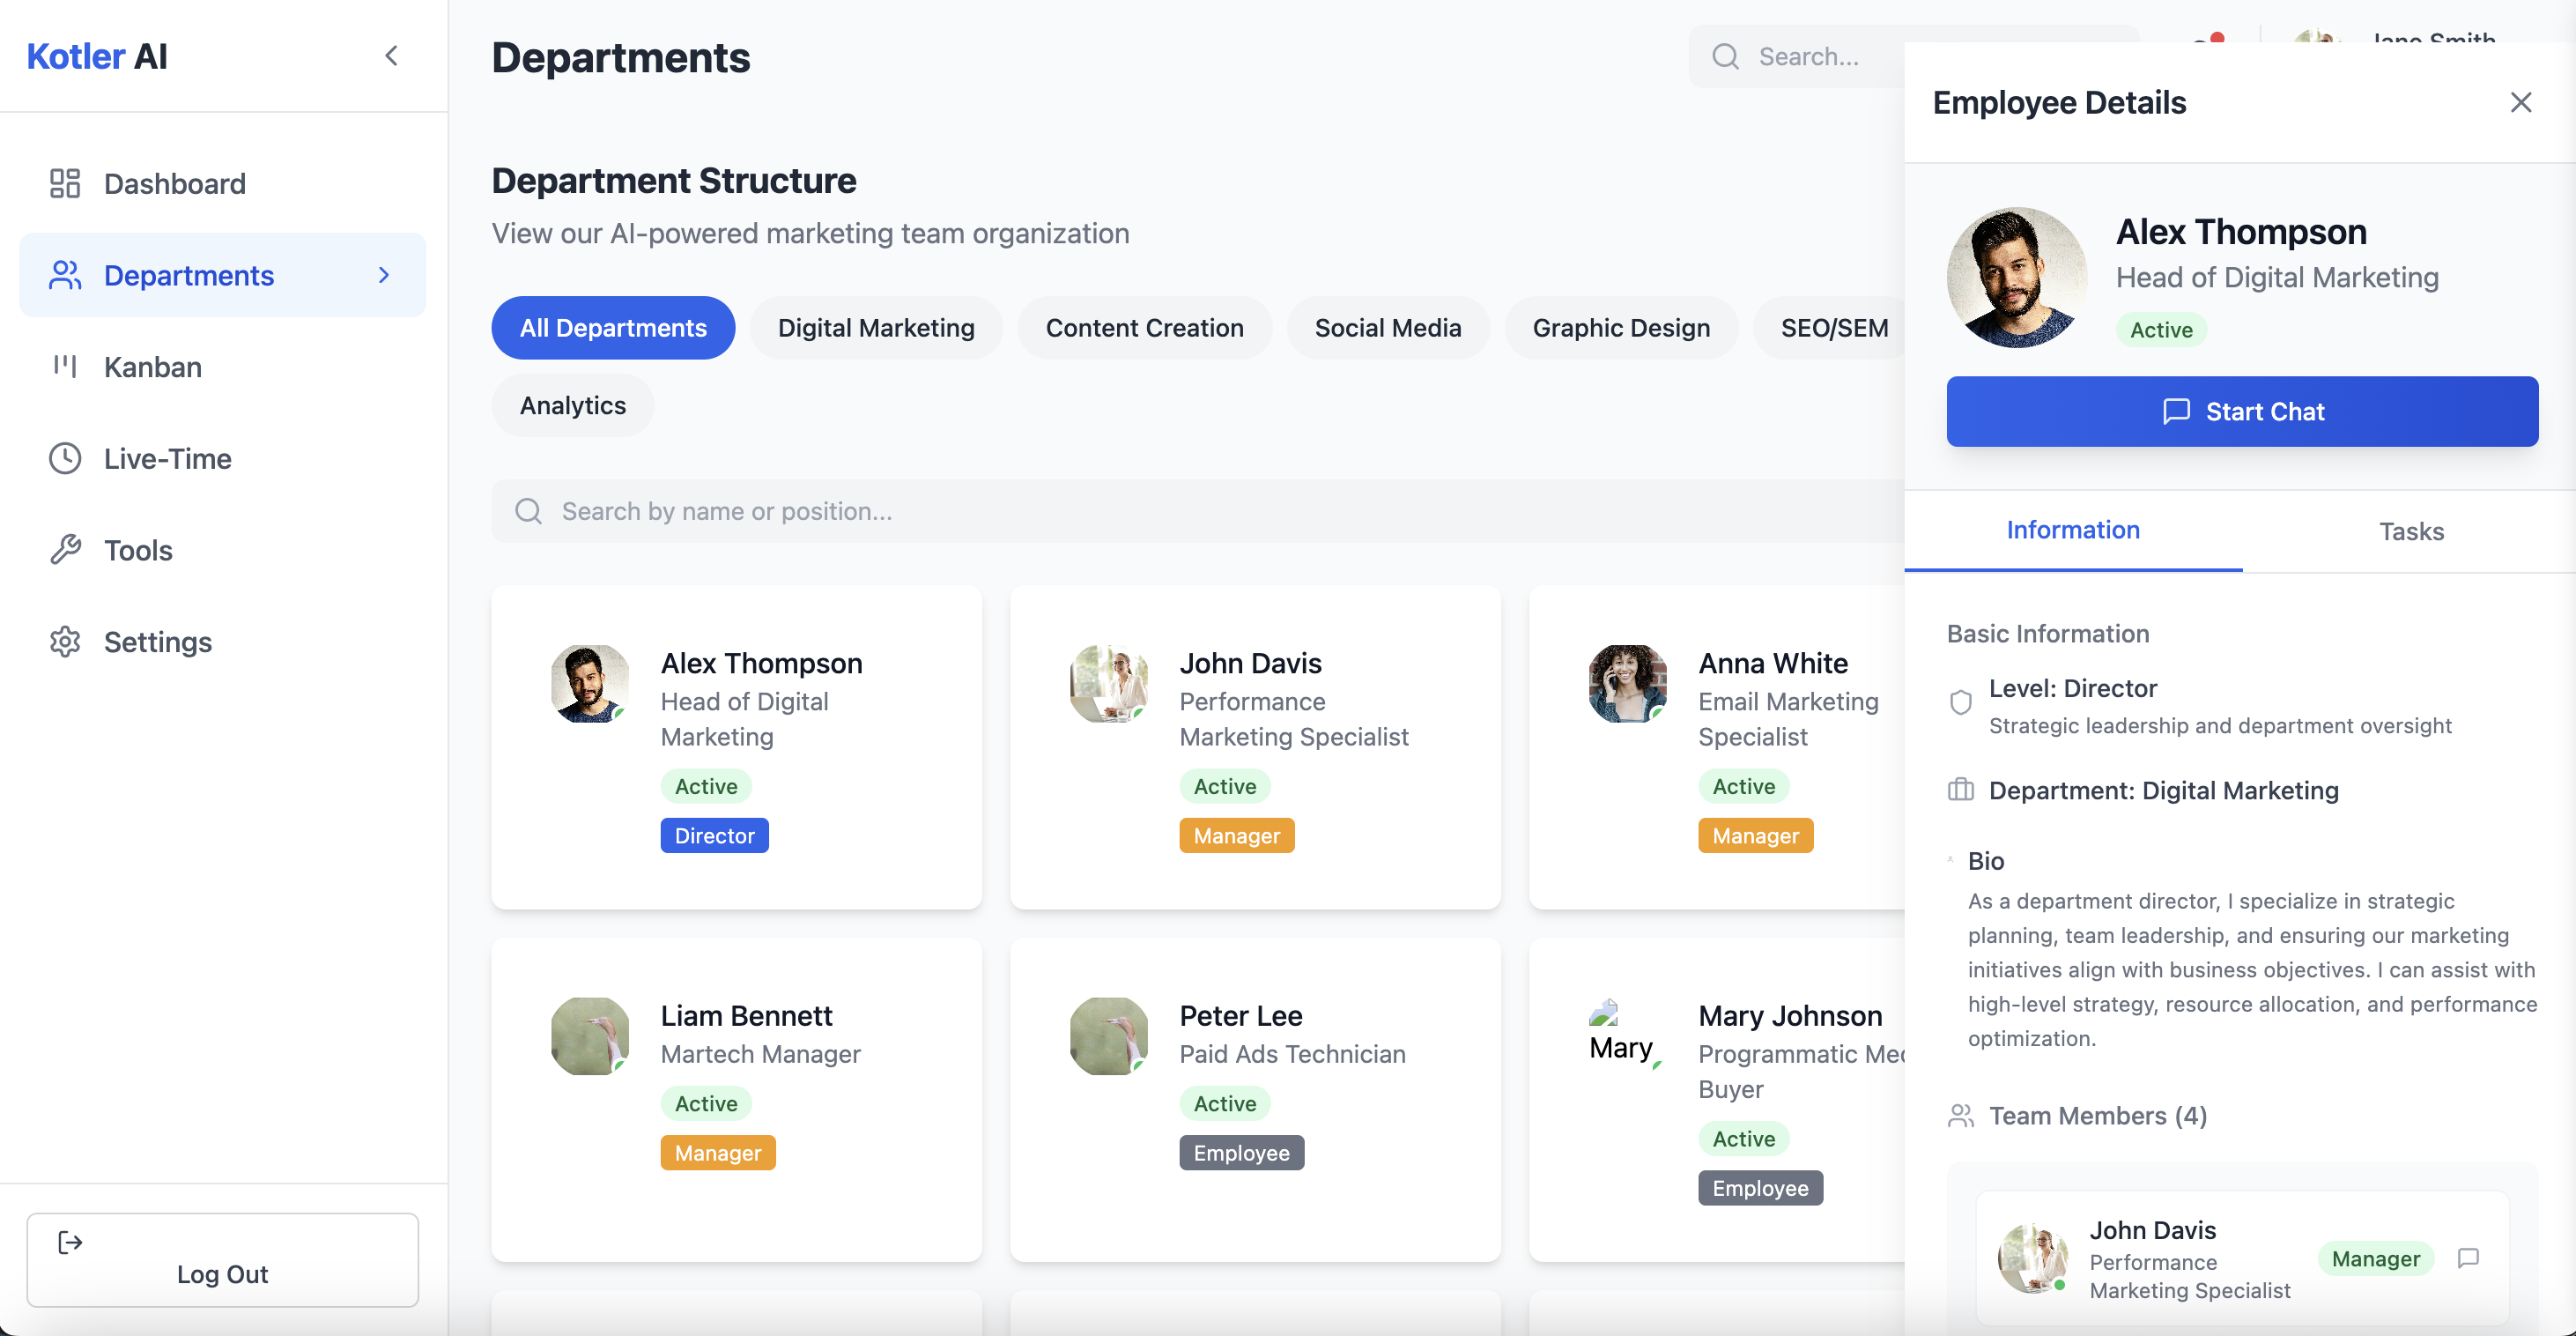 Kotler AI
Dashboard
Departments
Kanban
Live-Time
Tools
Settings
Log Out
Departments
Search...
Jane Smith
Department Structure
View our AI-powered marketing team organization
All Departments
Digital Marketing
Content Creation
Social Media
Graphic Design
SEO/SEM
Analytics
Search by name or position...
Alex Thompson
Head of Digital
Marketing
Active
Director
John Davis
Performance
Marketing Specialist
Active
Manager
Anna White
Email Marketing
Specialist
Active
Manager
Liam Bennett
Martech Manager
Active
Manager
Peter Lee
Paid Ads Technician
Active
Employee
Mary
Mary Johnson
Programmatic
Buyer
Active
Employee
Employee Details
Alex Thompson
Head of Digital Marketing
Active
Start Chat
Information
Tasks
Basic Information
Level: Director
Strategic leadership and department oversight
Department: Digital Marketing
Bio
As a department director, I specialize in strategic
planning, team leadership, and ensuring our marketing
initiatives align with business objectives. I can assist with
high-level strategy, resource allocation, and performance
optimization.
Team Members (4)
John Davis
Performance
Marketing Specialist
Manager